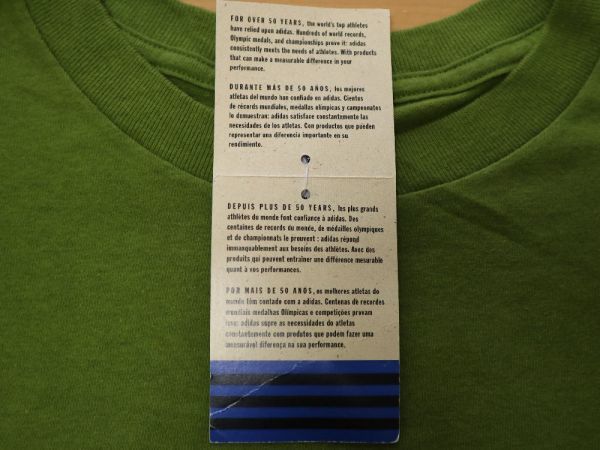 FOR OVER 50 YEARS, the world's top athletes
have relied upon adidas. Hundreds of world records,
Olympic medals, and championships prove it: adidas
consistently meets the needs of athletes. With products
that can make a measurable difference in your
performance.
DURANTE MÁS DE 50 AÑOS, los mejores
atletas del mundo han confiado en adidas. Cientos
de récords mundiales, medallas olímpicas y campeonatos
lo demuestran: adidas satisface constantemente las
necesidades de los atletas. Con productos que pueden
representar una diferencia importante en su
rendimiento.
DEPUIS PLUS DE 50 YEARS, les plus grands
athlètes du monde font confiance à adidas. Des
centaines de records du monde, de médailles olympiques
et de championnats le prouvent : adidas répond
immanquablement aux besoins des athlètes. Avec des
produits qui peuvent entraîner une différence mesurable
quant à vos performances.
POR MAIS DE 50 ANOS, os melhores atletas do
mundo têm contado com a adidas. Centenas de recordes
mundiais medalhas Olímpicas e competições provam
isso: adidas supre as necessidades do atletas
constantemente com produtos que podem fazer uma
mensurável diferença na sua performance.